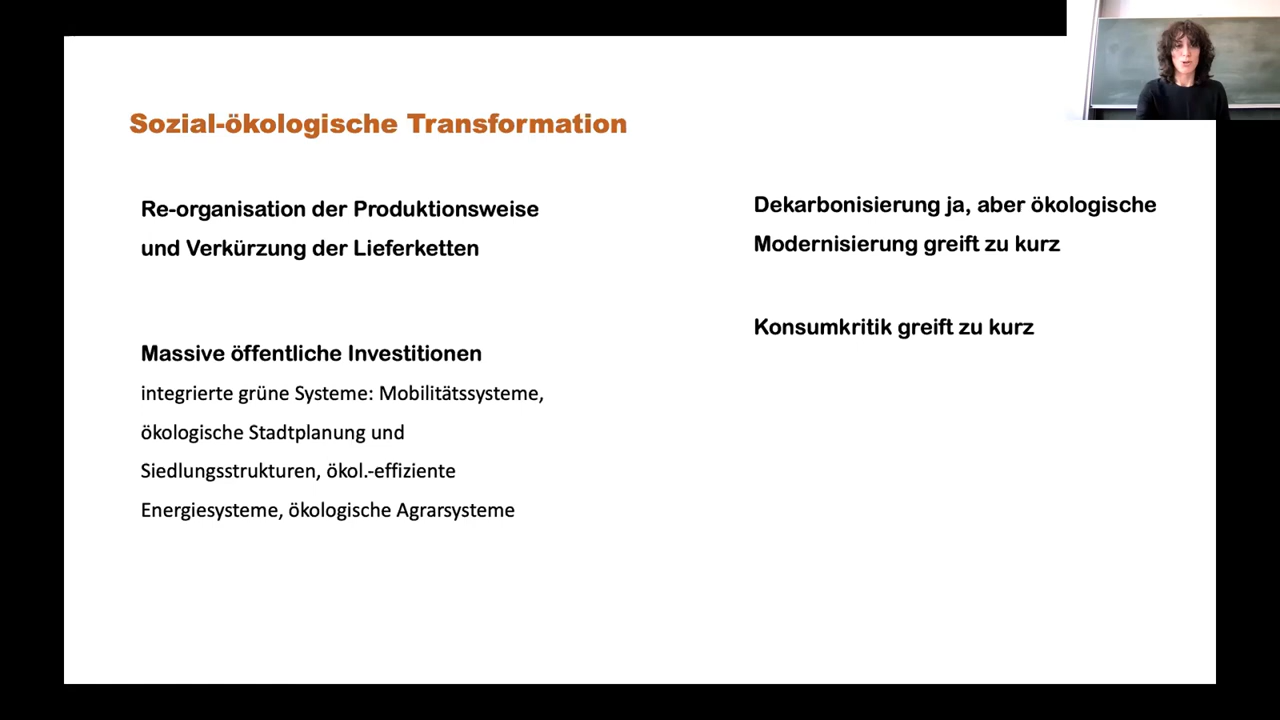 Sozial-ökologische Transformation
Re-organisation der Produktionsweise
und Verkürzung der Lieferketten
Massive öffentliche Investitionen
integrierte grüne Systeme: Mobilitätssysteme,
ökologische Stadtplanung und
Siedlungsstrukturen, ökol.-effiziente
Energiesysteme, ökologische Agrarsysteme
Dekarbonisierung ja, aber ökologische
Modernisierung greift zu kurz
Konsumkritik greift zu kurz